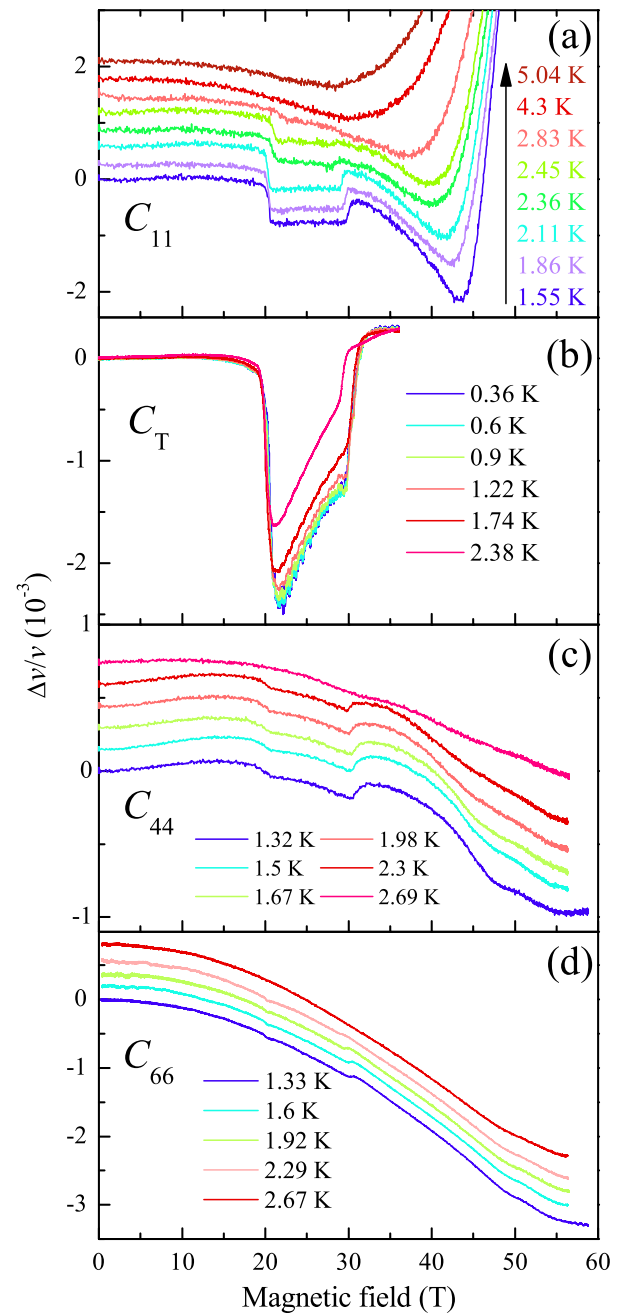 (a)
2
0
-2
C11
5.04 K
4.3 K
2.83 K
2.45 K
2.36 K
2.11 K
1.86 K
1.55 K
(b)
0
-1
-2
CT
0.36 K
0.6 K
0.9 K
1.22 K
1.74 K
2.38 K
Δv/v (10-3)
(c)
1
0
-1
C44
1.32 K 1.98 K
1.5 K 2.3 K
1.67 K 2.69 K
(d)
1
0
-1
-2
-3
C66
1.33 K
1.6 K
1.92 K
2.29 K
2.67 K
0 10 20 30 40 50 60
Magnetic field (T)